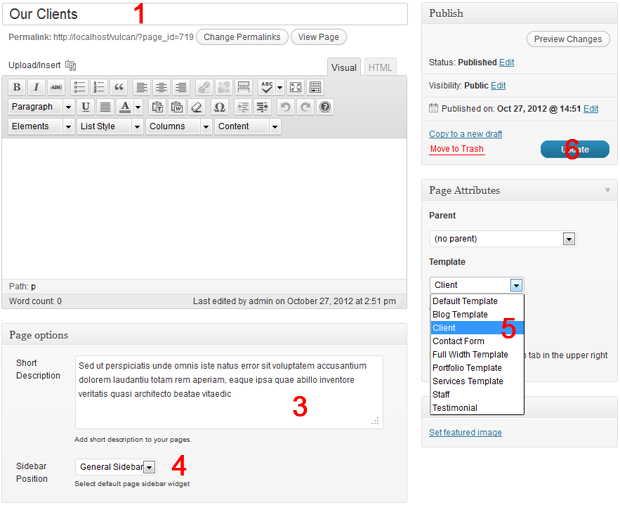 Our Clients
1
Permalink: http://localhost/vulcan/?page_id=719 Change Permalinks View Page
Upload/Insert Visual HTML
B I ABC
Paragraph U A
Elements List Style Columns Content
Path: p
Word count: 0 Last edited by admin on October 27, 2012 at 2:51 pm
Page options
Short Description
Sed ut perspiciatis unde omnis iste natus error sit voluptatem accusantium
dolorem laudantiu totam rem aperiam, eaque ipsa quae abillo inventore
veritatis quasi architecto beatae vitaedic
3
Add short description to your pages.
Sidebar Position
General Sidebar
4
Select default page sidebar widget
Publish
Preview Changes
Status: Published Edit
Visibility: Public Edit
Published on: Oct 27, 2012 @ 14:51 Edit
Copy to a new draft
Move to Trash Update
6
Page Attributes
Parent
(no parent)
Template
Client
Default Template
Blog Template
Client
5
Contact Form
Full Width Template
Portfolio Template
Services Template
Staff
Testimonial
tab in the upper right
Set featured image